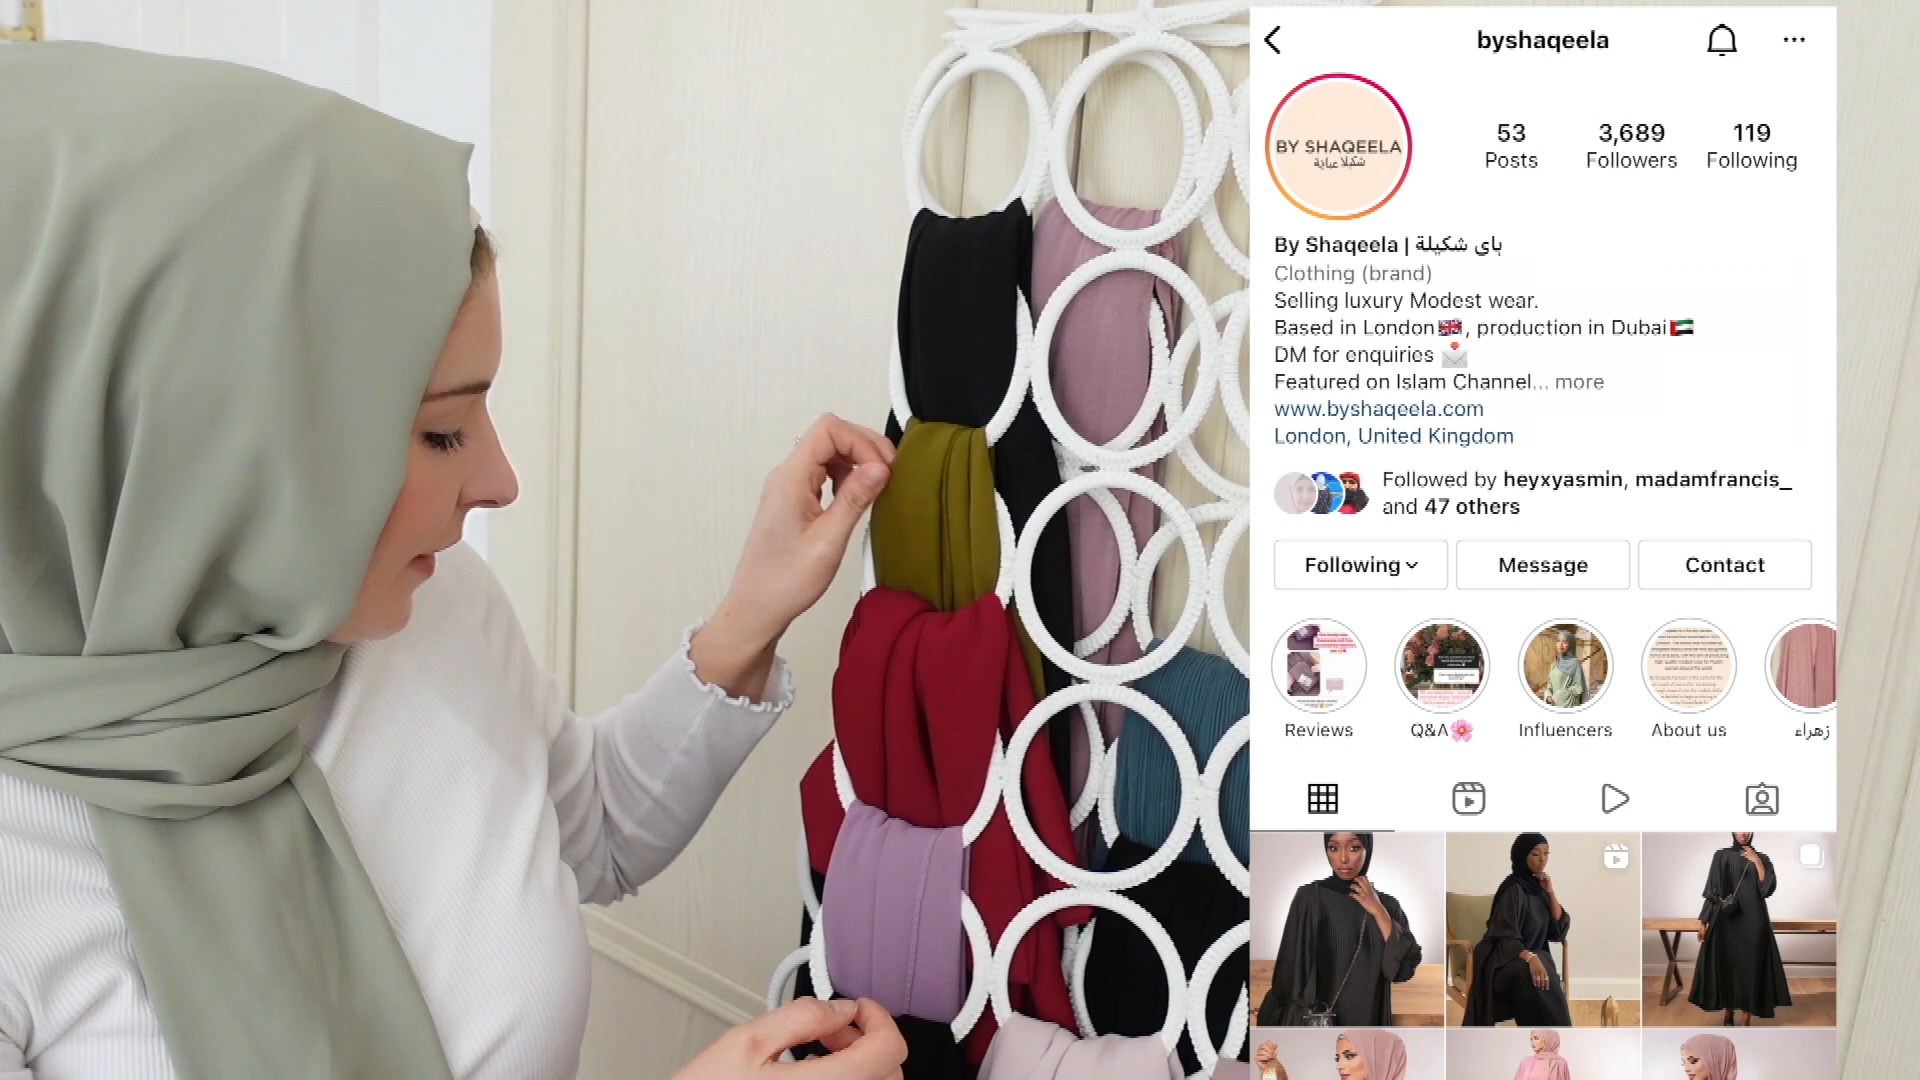 byshaqeela
BY SHAQEELA
شكيلا عباية
53
Posts
3,689
Followers
119
Following
By Shaqeela | باي شكيلة
Clothing (brand)
Selling luxury Modest wear.
Based in London🇬🇧, production in Dubai🇦🇪
DM for enquiries 📩
Featured on Islam Channel... more
www.byshaqeela.com
London, United Kingdom
Followed by heyxyasmin, madamfrancis_
and 47 others
Following
Message
Contact
Reviews
Q&A🌸
Influencers
About us
زهراء